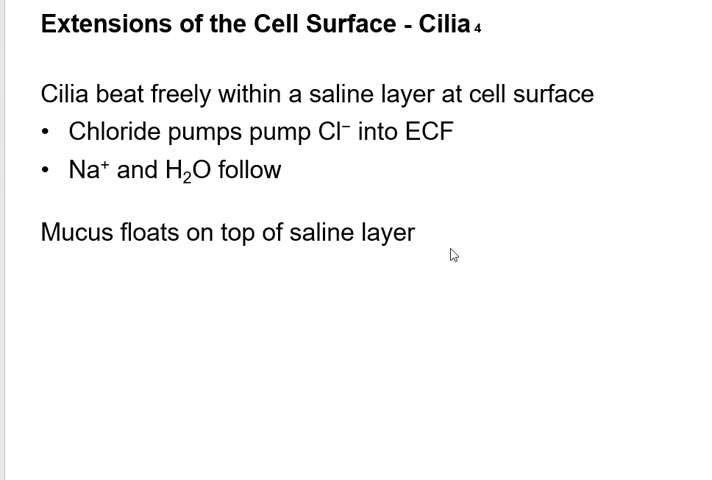 Extensions of the Cell Surface - Cilia 4
Cilia beat freely within a saline layer at cell surface
• Chloride pumps pump Cl⁻ into ECF
• Na⁺ and H₂O follow
Mucus floats on top of saline layer